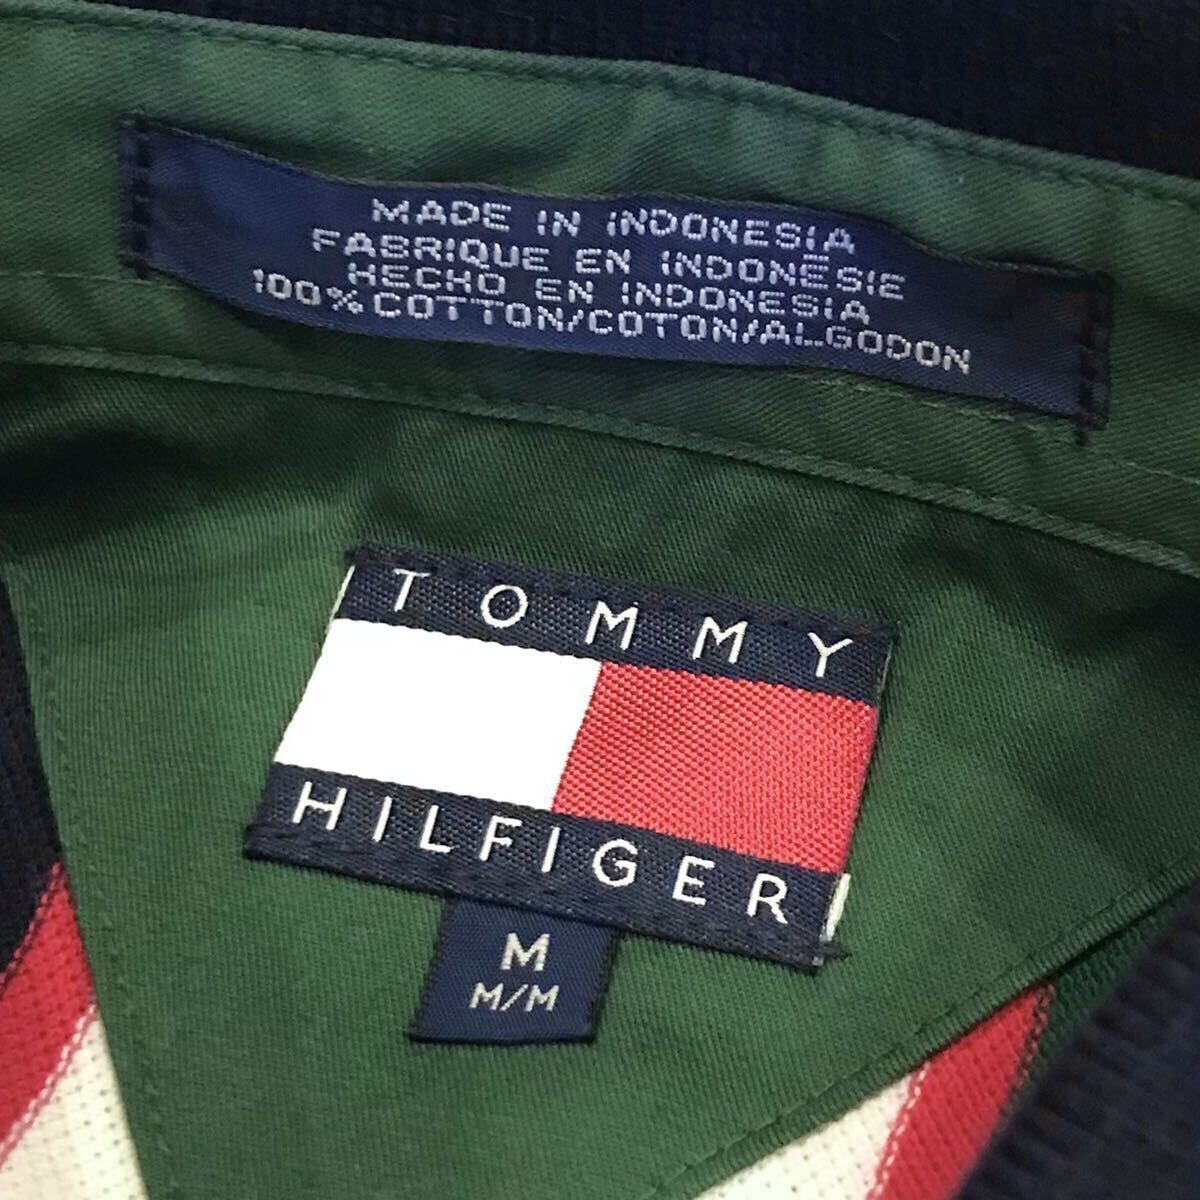 MADE IN INDONESIA
FABRIQUE EN INDONESIE
HECHO EN INDONESIA
100% COTTON/COTON/ALGODON
TOMMY
HILFIGER
M
M/M